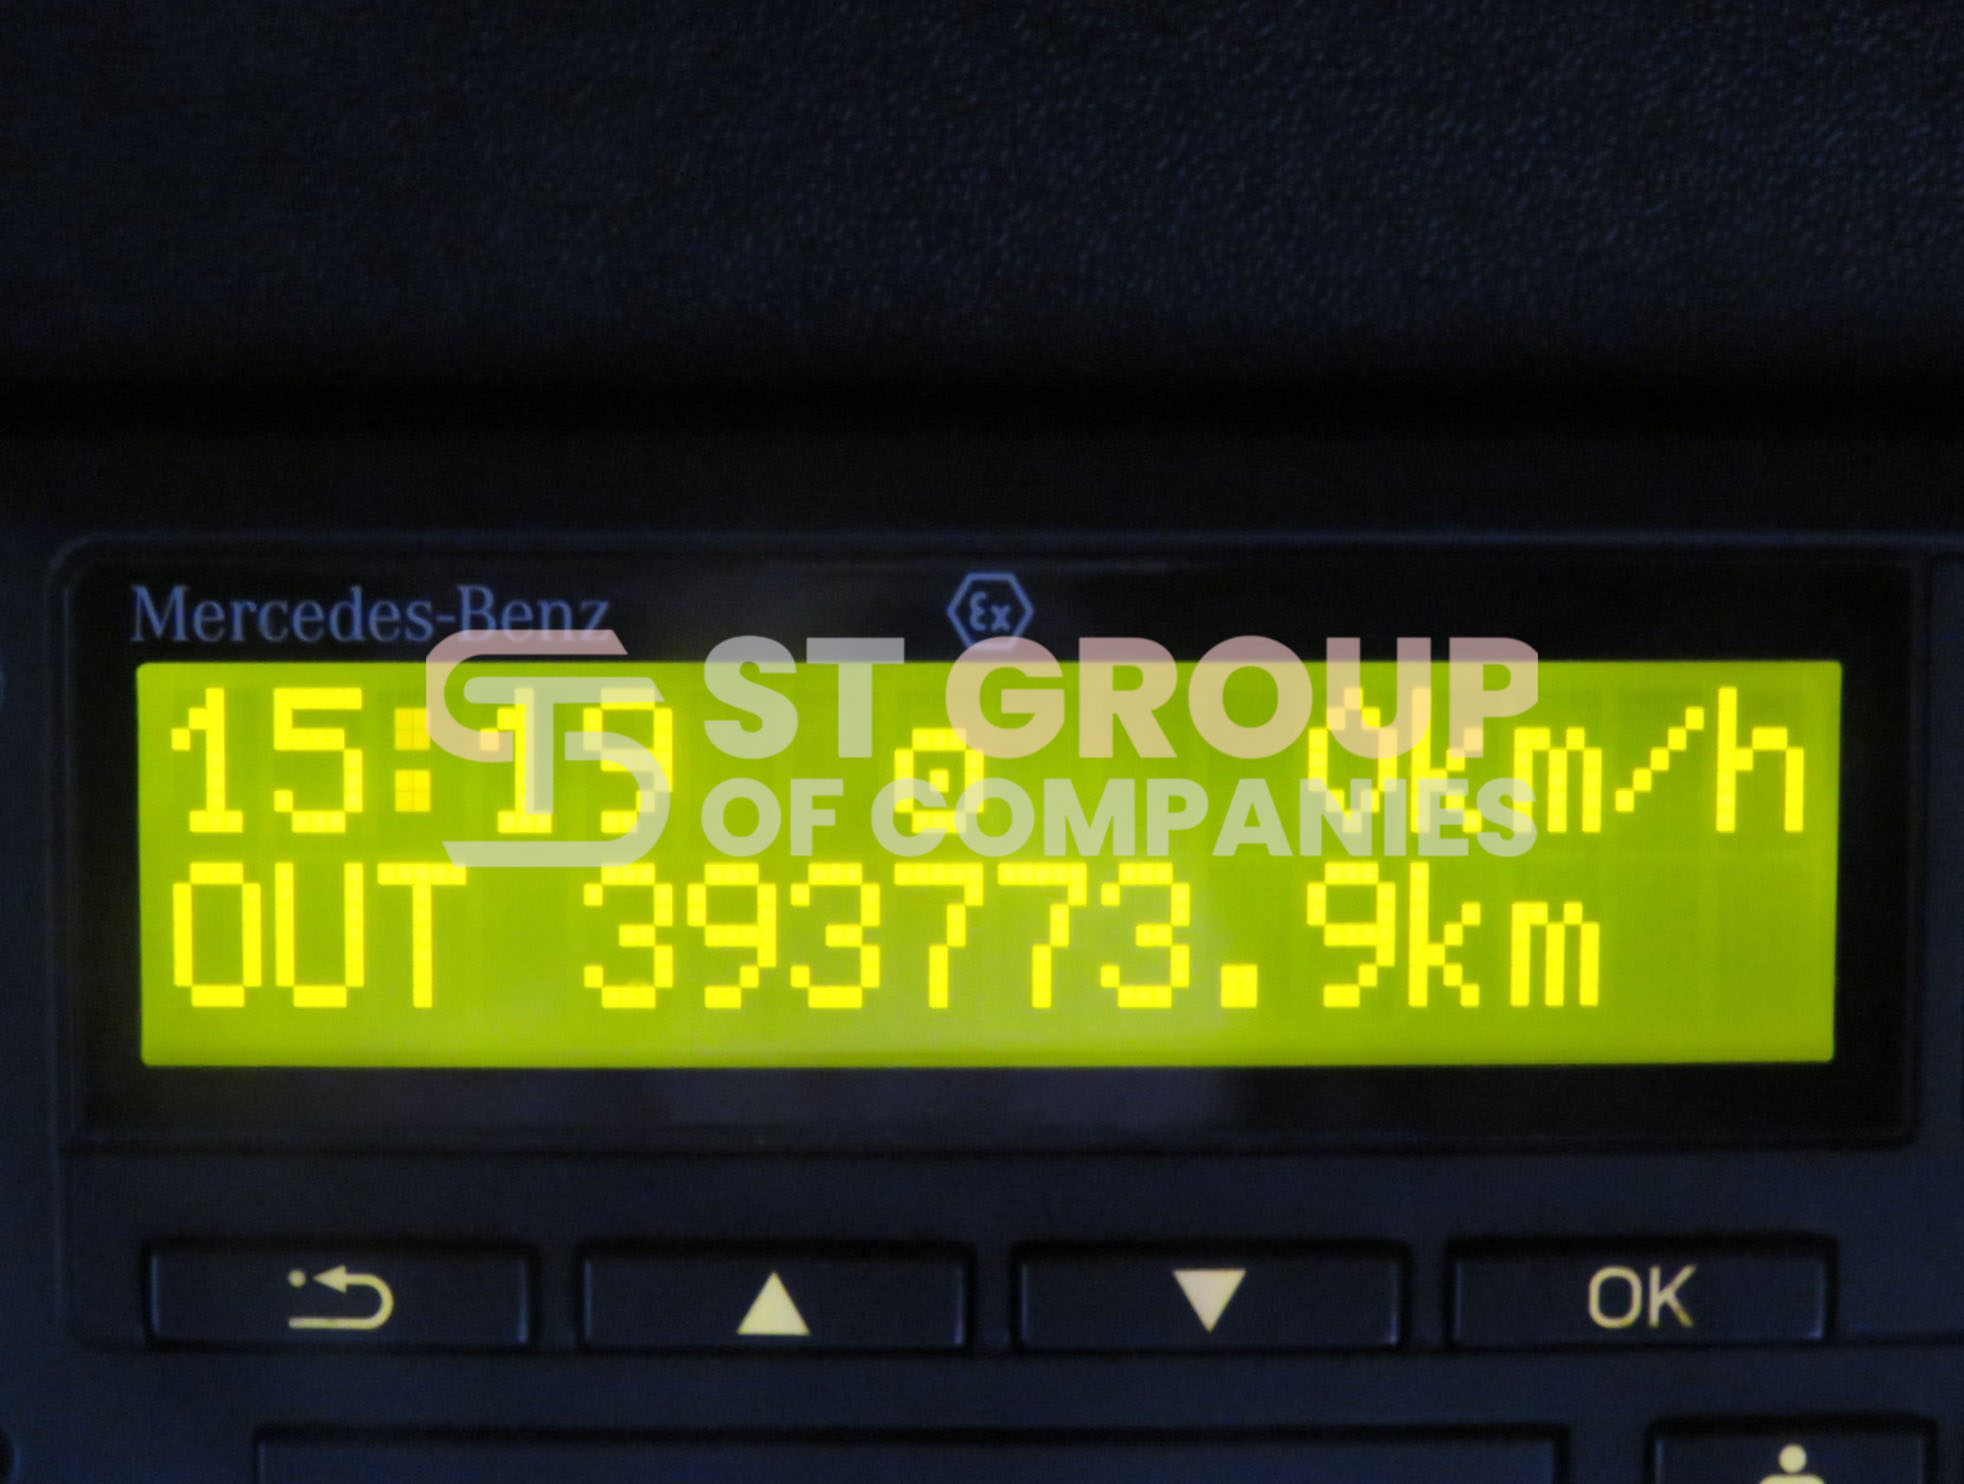 Mercedes-Benz
Ex
ST GROUP
OF COMPANIES
15:19 0km/h
OUT 393773.9km
OK